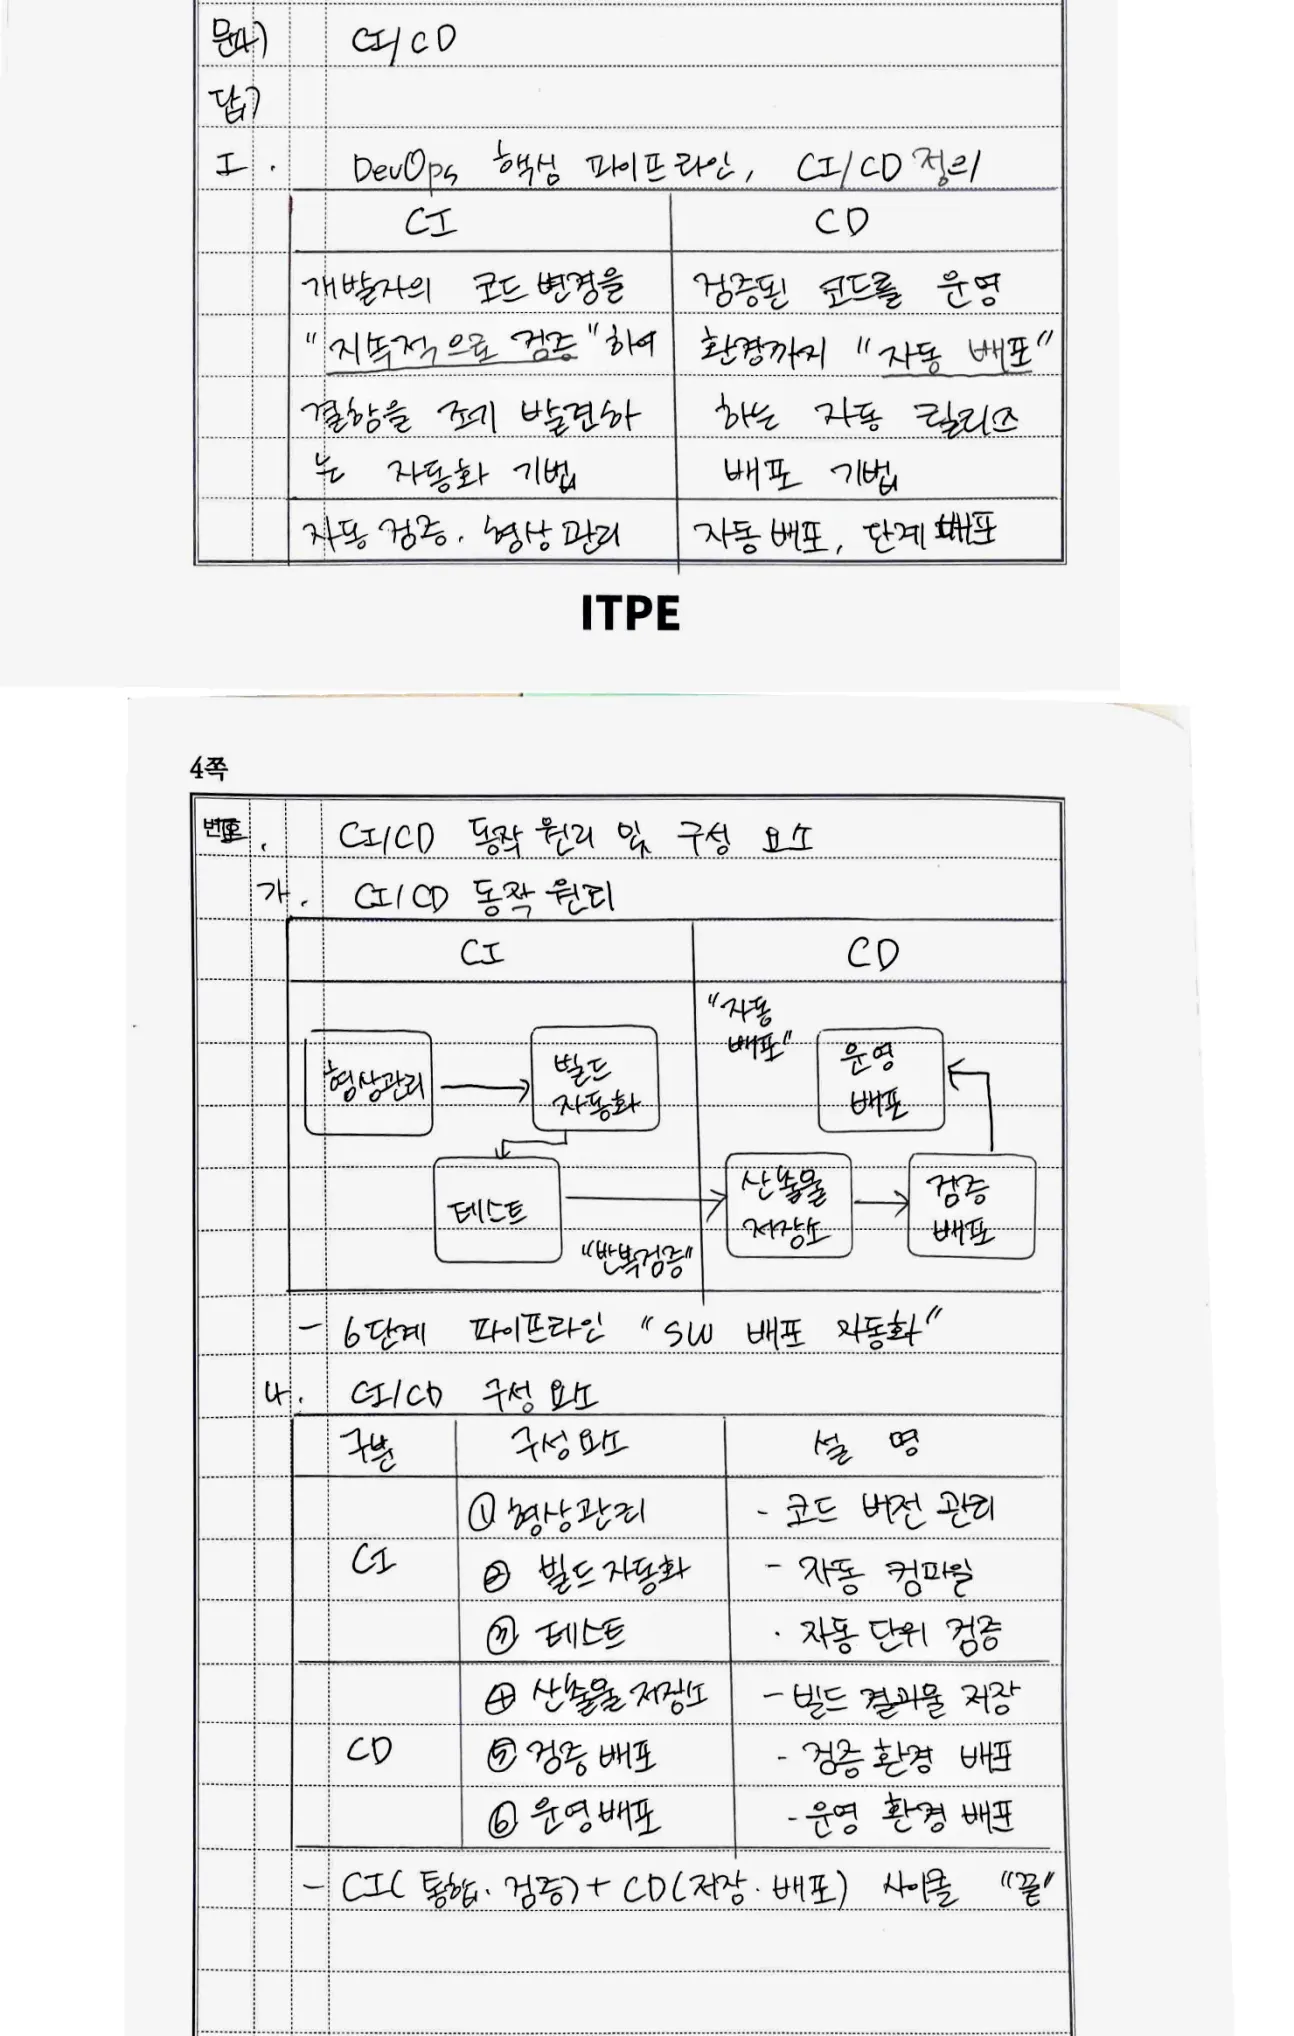 문4) CI/CD
답)
I. DevOps 핵심 파이프라인, CI/CD 정의
CI CD
개발자의 코드 변경을 검증된 코드를 운영
"지속적으로 검증"하여 환경까지 "자동 배포"
결함을 조기 발견하 하는 자동 릴리즈
는 자동화 기법 배포 기법
자동 검증, 형상관리 자동배포, 단계 배포
ITPE
4쪽
번호 . CI/CD 동작 원리 및 구성 요소
가. CI/CD 동작원리
CI CD
"자동
배포"
형상관리
빌드
자동화
운영
배포
테스트
산출물
저장소
검증
배포
"반복검증"
- 6단계 파이프라인 "SW 배포 자동화"
나. CI/CD 구성요소
구분 구성요소 설 명
① 형상관리 - 코드 버전 관리
CI
② 빌드자동화 - 자동 컴파일
③ 테스트 · 자동 단위 검증
④ 산출물 저장소 - 빌드 결과물 저장
CD ⑤ 검증 배포 - 검증 환경 배포
⑥ 운영배포 - 운영 환경 배포
- CI(통합·검증) + CD(저장·배포) 사이클 "끝"